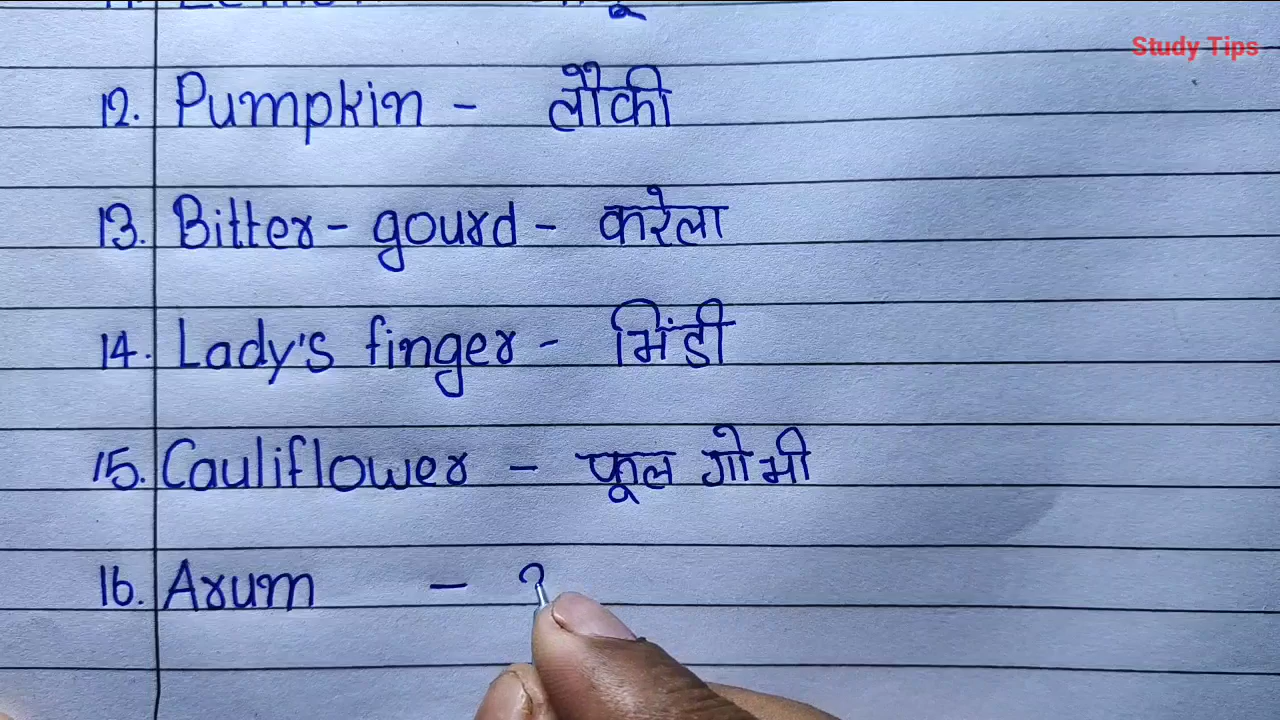 Study Tips
12. Pumpkin - लौकी
13. Bitter-gourd - करेला
14. Lady's finger - भिंडी
15. Cauliflower - फूल गोभी
16. Arum -